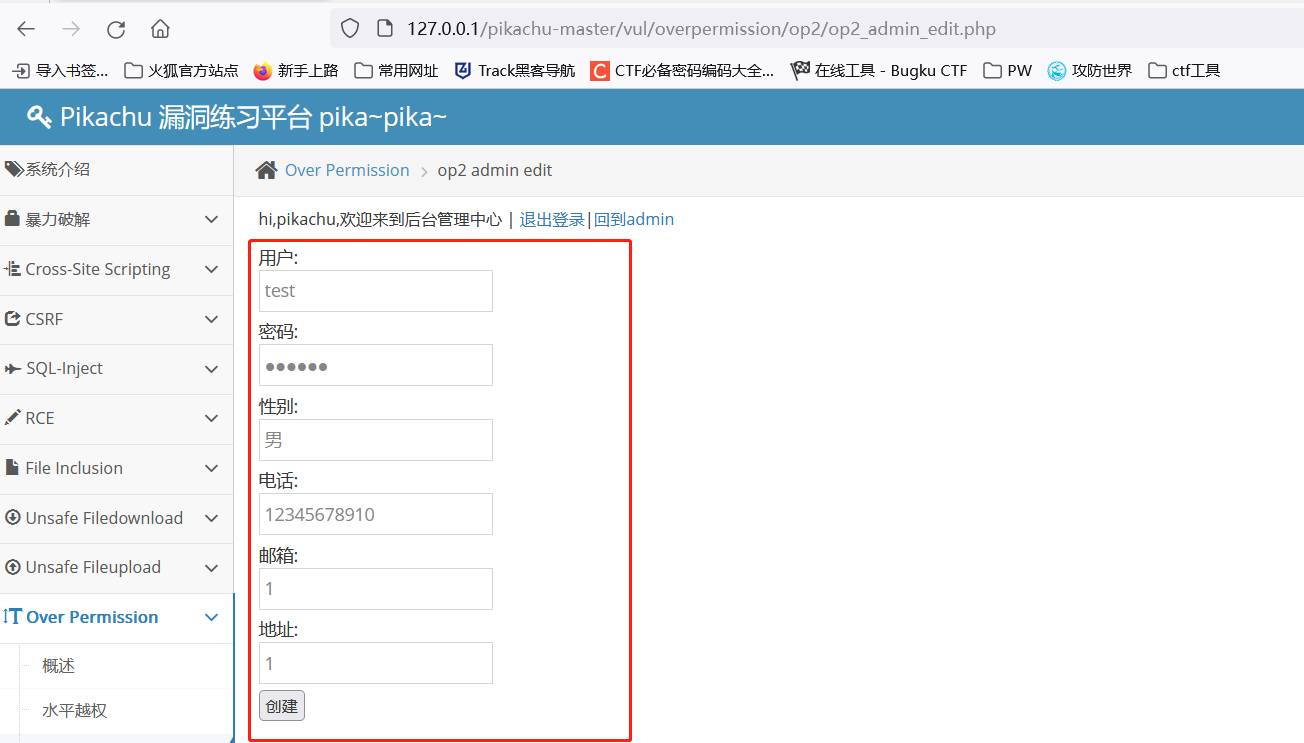 127.0.0.1/pikachu-master/vul/overpermission/op2/op2_admin_edit.php
导入书签... 火狐官方站点 新手上路 常用网址 Track黑客导航 CTF必备密码编码大全... 在线工具 - Bugku CTF PW 攻防世界 ctf工具
Pikachu 漏洞练习平台 pika~pika~
系统介绍
暴力破解
Cross-Site Scripting
CSRF
SQL-Inject
RCE
File Inclusion
Unsafe Filedownload
Unsafe Fileupload
Over Permission
概述
水平越权
Over Permission > op2 admin edit
hi,pikachu,欢迎来到后台管理中心 | 退出登录|回到admin
用户:
test
密码:
●●●●●●
性别:
男
电话:
12345678910
邮箱:
1
地址:
1
创建